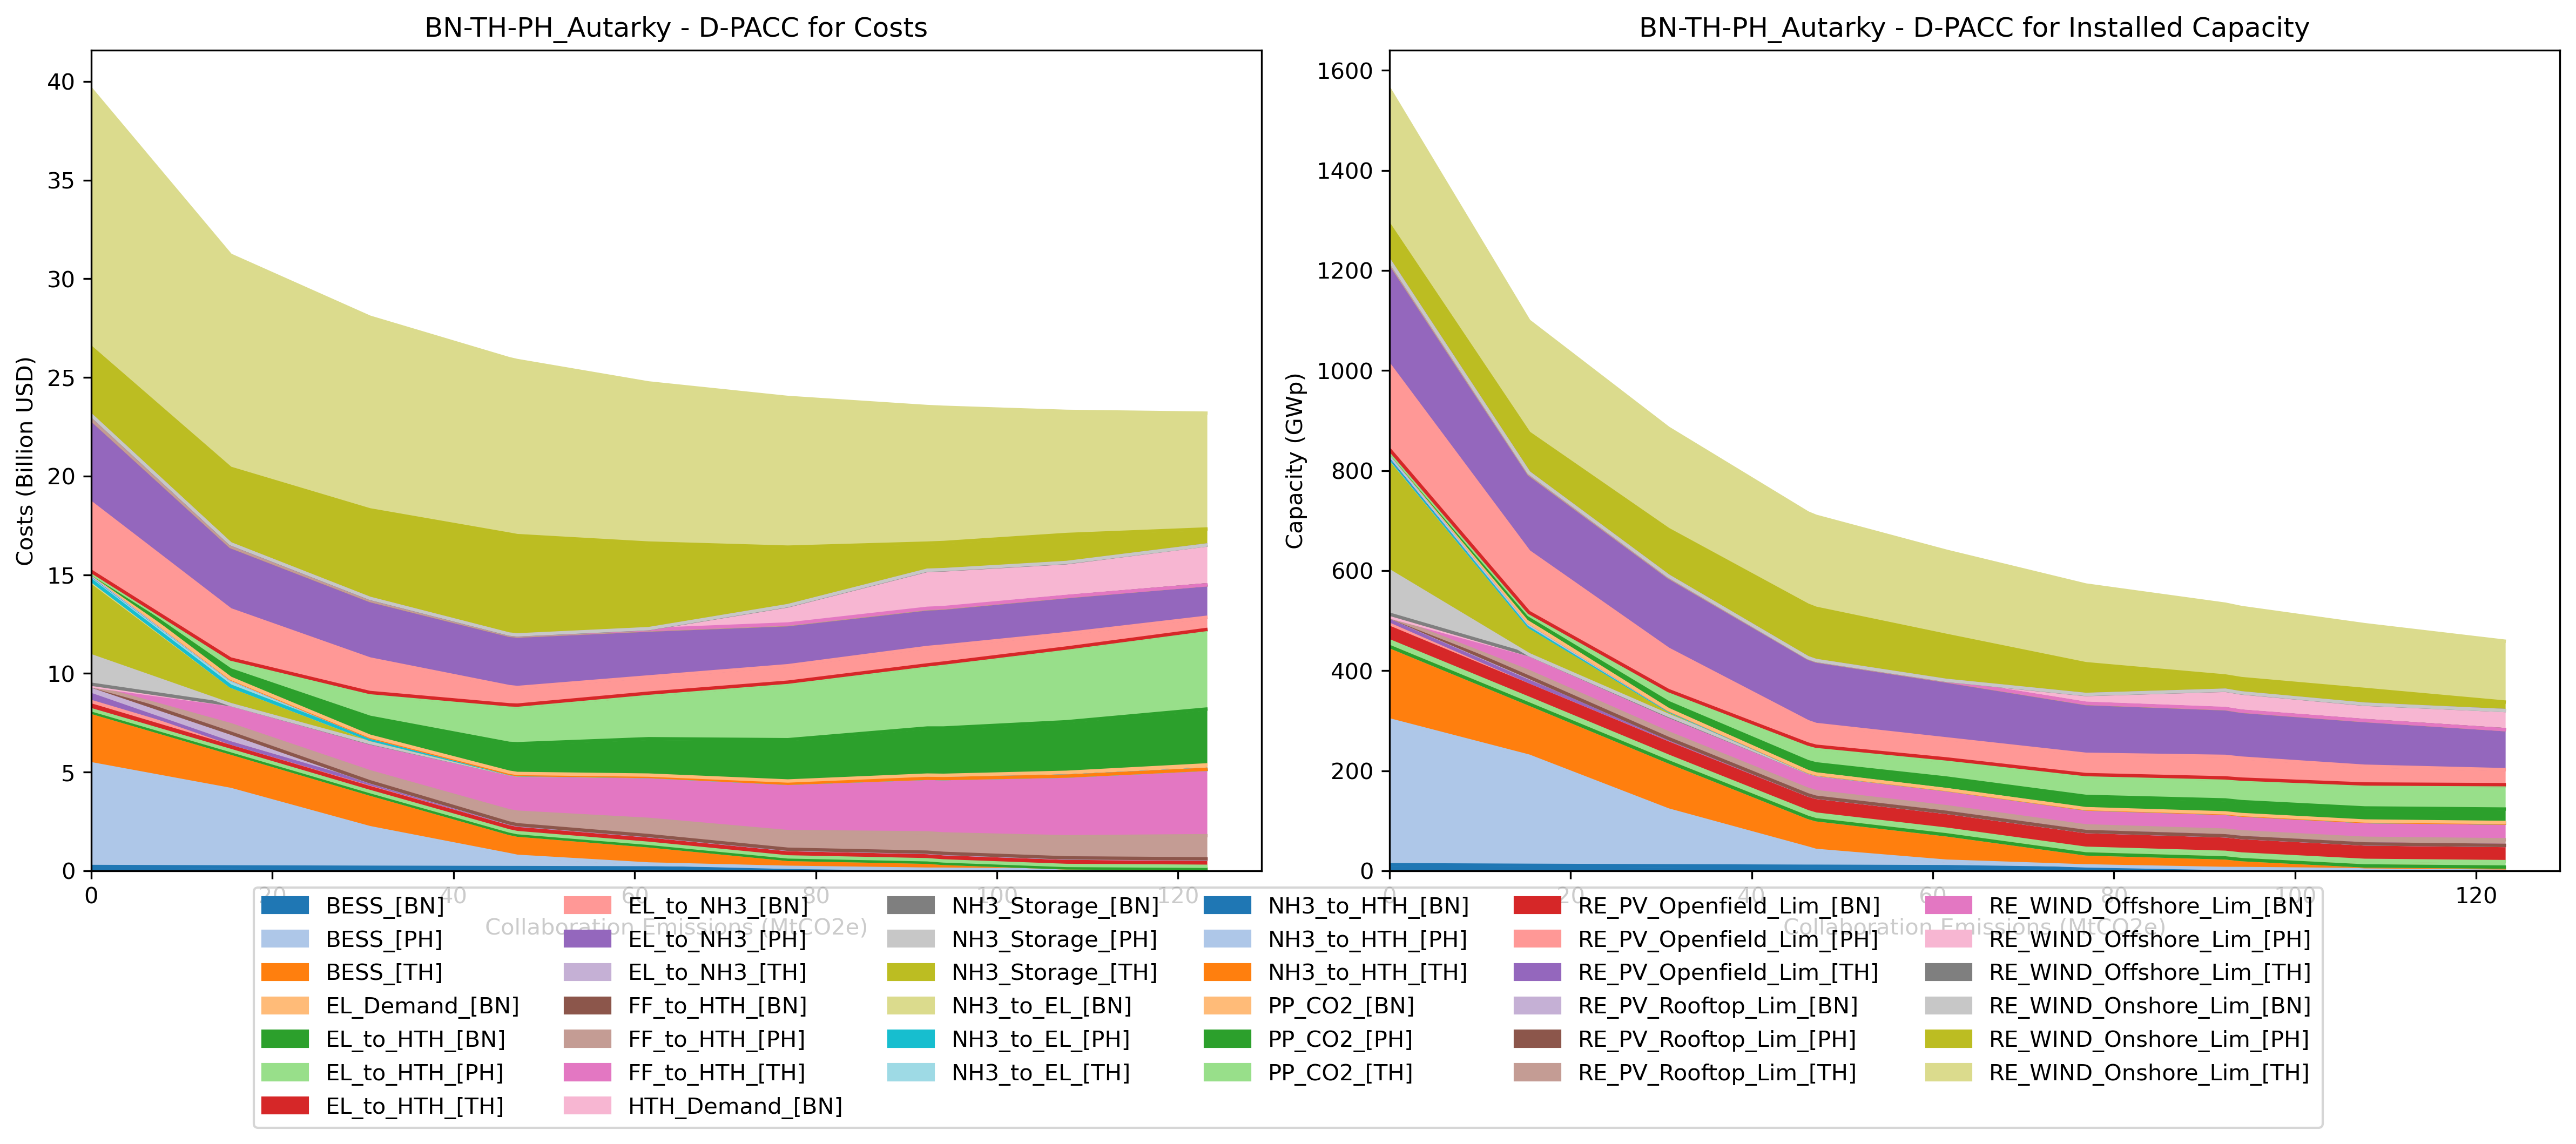 BN-TH-PH_Autarky - D-PACC for Costs
Costs (Billion USD)
40
35
30
25
20
15
10
5
0
0 20 40 60 80 100 120
Collaboration Emissions (MtCO2e)
BN-TH-PH_Autarky - D-PACC for Installed Capacity
Capacity (GWp)
1600
1400
1200
1000
800
600
400
200
0
0 20 40 60 80 100 120
Collaboration Emissions (MtCO2e)
BESS_[BN]
BESS_[PH]
BESS_[TH]
EL_Demand_[BN]
EL_to_HTH_[BN]
EL_to_HTH_[PH]
EL_to_HTH_[TH]
EL_to_NH3_[BN]
EL_to_NH3_[PH]
EL_to_NH3_[TH]
FF_to_HTH_[BN]
FF_to_HTH_[PH]
FF_to_HTH_[TH]
HTH_Demand_[BN]
NH3_Storage_[BN]
NH3_Storage_[PH]
NH3_Storage_[TH]
NH3_to_EL_[BN]
NH3_to_EL_[PH]
NH3_to_EL_[TH]
NH3_to_HTH_[BN]
NH3_to_HTH_[PH]
NH3_to_HTH_[TH]
PP_CO2_[BN]
PP_CO2_[PH]
PP_CO2_[TH]
RE_PV_Openfield_Lim_[BN]
RE_PV_Openfield_Lim_[PH]
RE_PV_Openfield_Lim_[TH]
RE_PV_Rooftop_Lim_[BN]
RE_PV_Rooftop_Lim_[PH]
RE_PV_Rooftop_Lim_[TH]
RE_WIND_Offshore_Lim_[BN]
RE_WIND_Offshore_Lim_[PH]
RE_WIND_Offshore_Lim_[TH]
RE_WIND_Onshore_Lim_[BN]
RE_WIND_Onshore_Lim_[PH]
RE_WIND_Onshore_Lim_[TH]